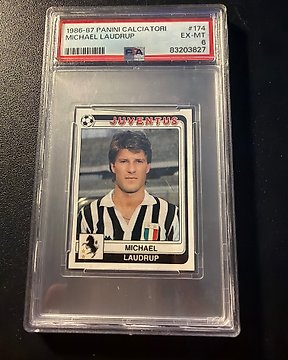 1986-87 PANINI CALCIATORI #174
MICHAEL LAUDRUP EX-MT
PSA 6
83203827
JUVENTUS
MICHAEL
LAUDRUP